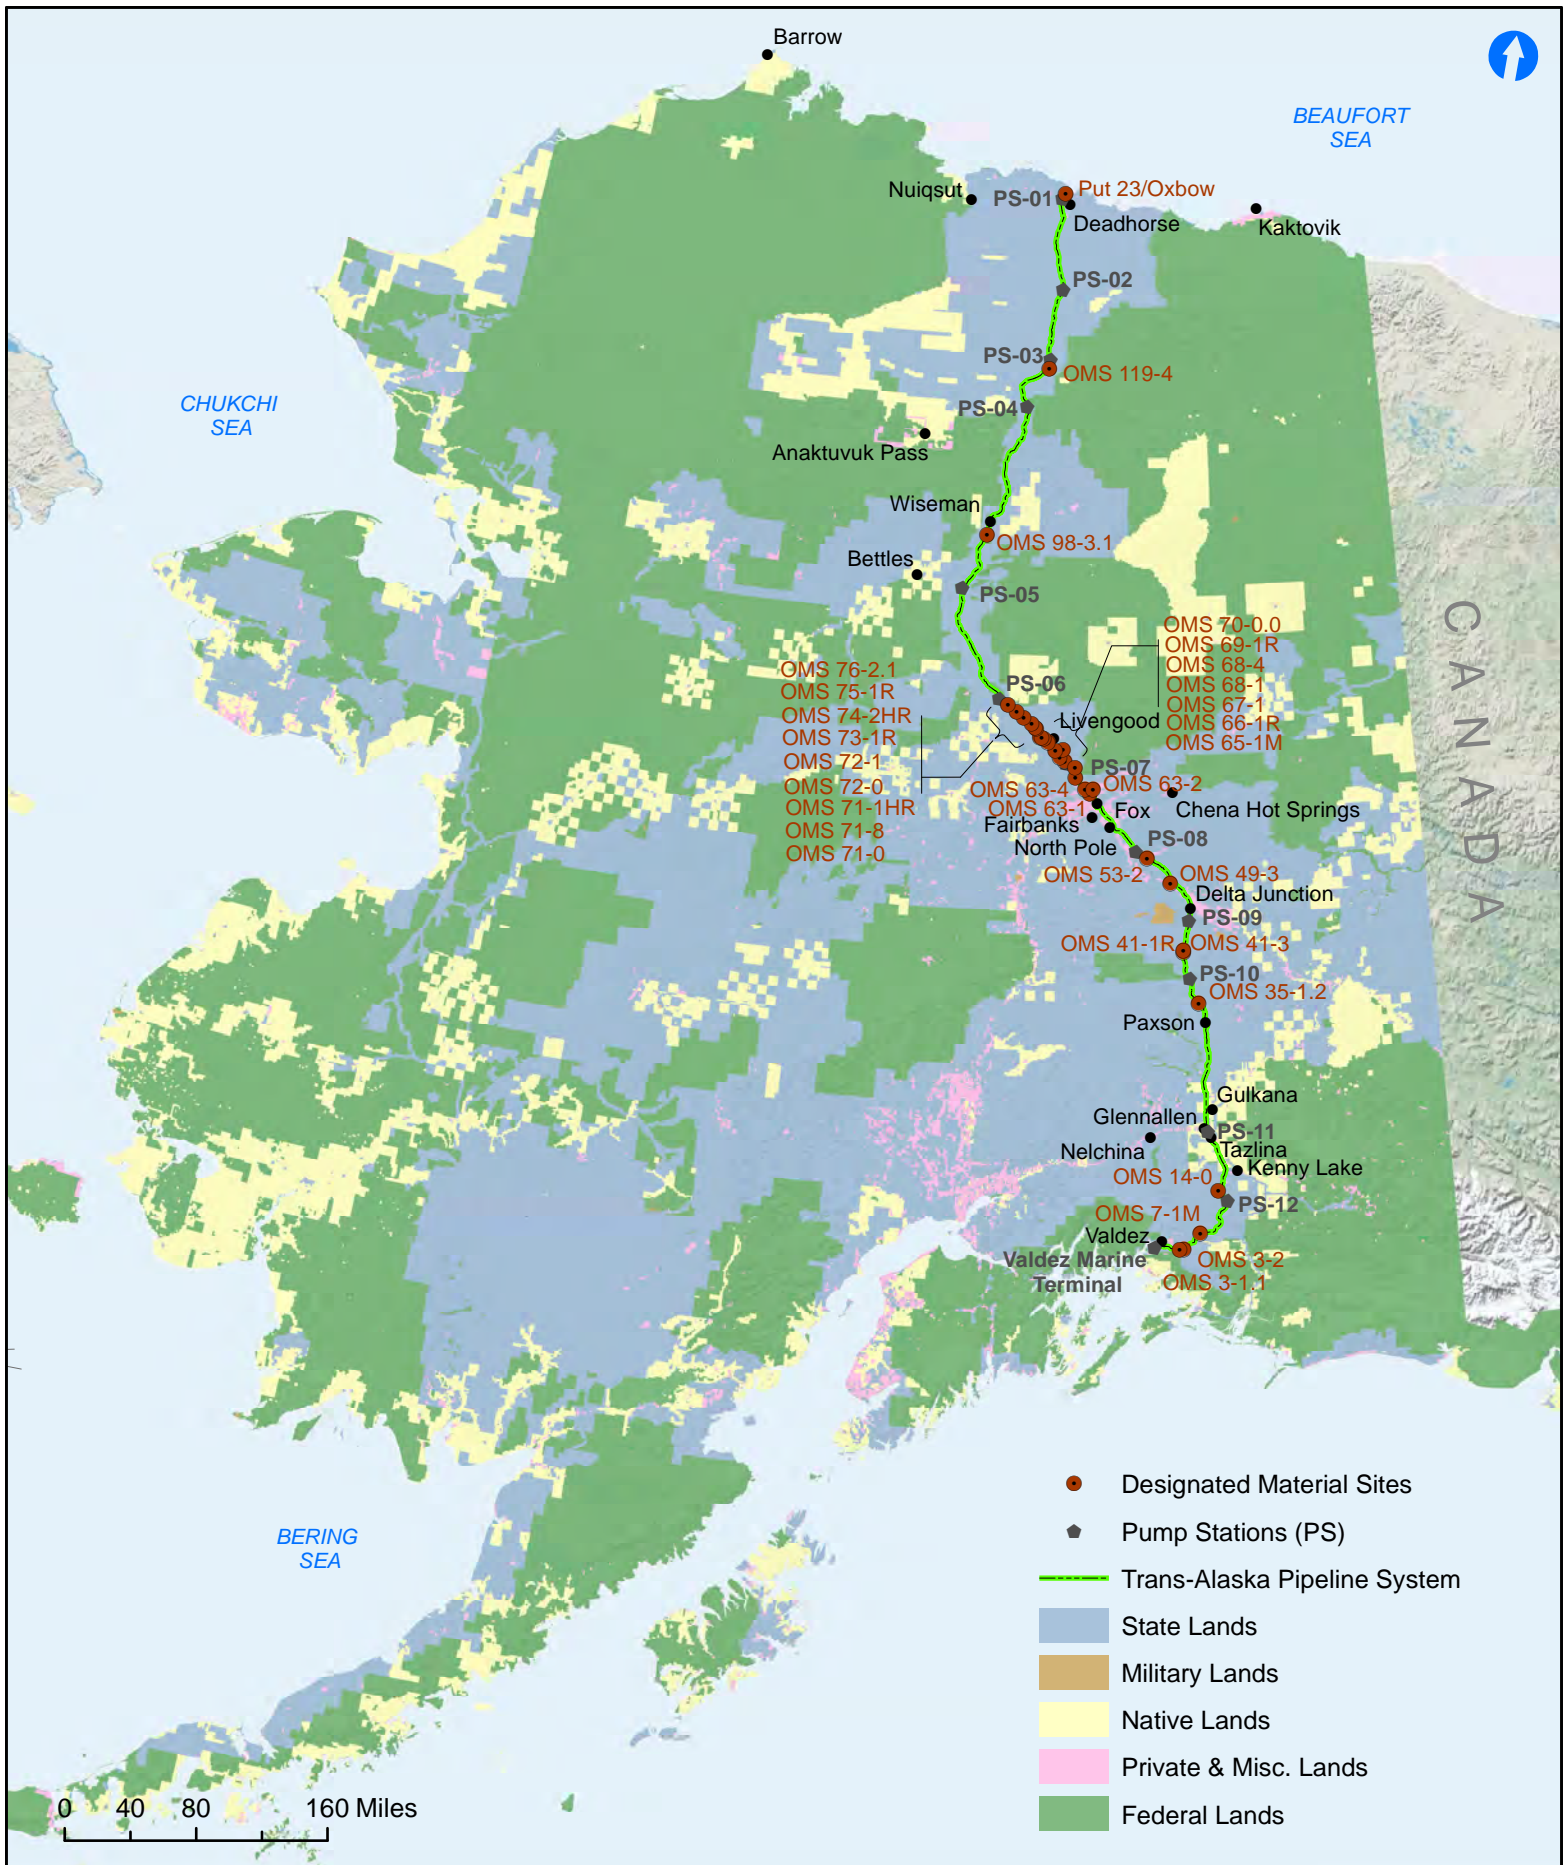 Barrow
BEAUFORT
SEA
Nuiqsut
PS-01
Put 23/Oxbow
Deadhorse
Kaktovik
PS-02
PS-03
OMS 119-4
CHUKCHI
SEA
PS-04
Anaktuvuk Pass
Wiseman
OMS 98-3.1
Bettles
PS-05
CANADA
OMS 70-0.0
OMS 69-1R
OMS 68-4
OMS 68-1
OMS 67-1
OMS 66-1R
OMS 65-1M
OMS 76-2.1
OMS 75-1R
OMS 74-2HR
OMS 73-1R
OMS 72-1
OMS 72-0
OMS 71-1HR
OMS 71-8
OMS 71-0
PS-06
Livengood
PS-07
OMS 63-4
OMS 63-2
OMS 63-1
Fox
Chena Hot Springs
Fairbanks
North Pole
PS-08
OMS 53-2
OMS 49-3
Delta Junction
PS-09
OMS 41-1R
OMS 41-3
PS-10
OMS 35-1.2
Paxson
Gulkana
Glennallen
PS-11
Nelchina
Tazlina
Kenny Lake
OMS 14-0
PS-12
OMS 7-1M
Valdez
Valdez Marine
Terminal
OMS 3-2
OMS 3-1.1
BERING
SEA
Designated Material Sites
Pump Stations (PS)
Trans-Alaska Pipeline System
State Lands
Military Lands
Native Lands
Private & Misc. Lands
Federal Lands
0 40 80 160 Miles